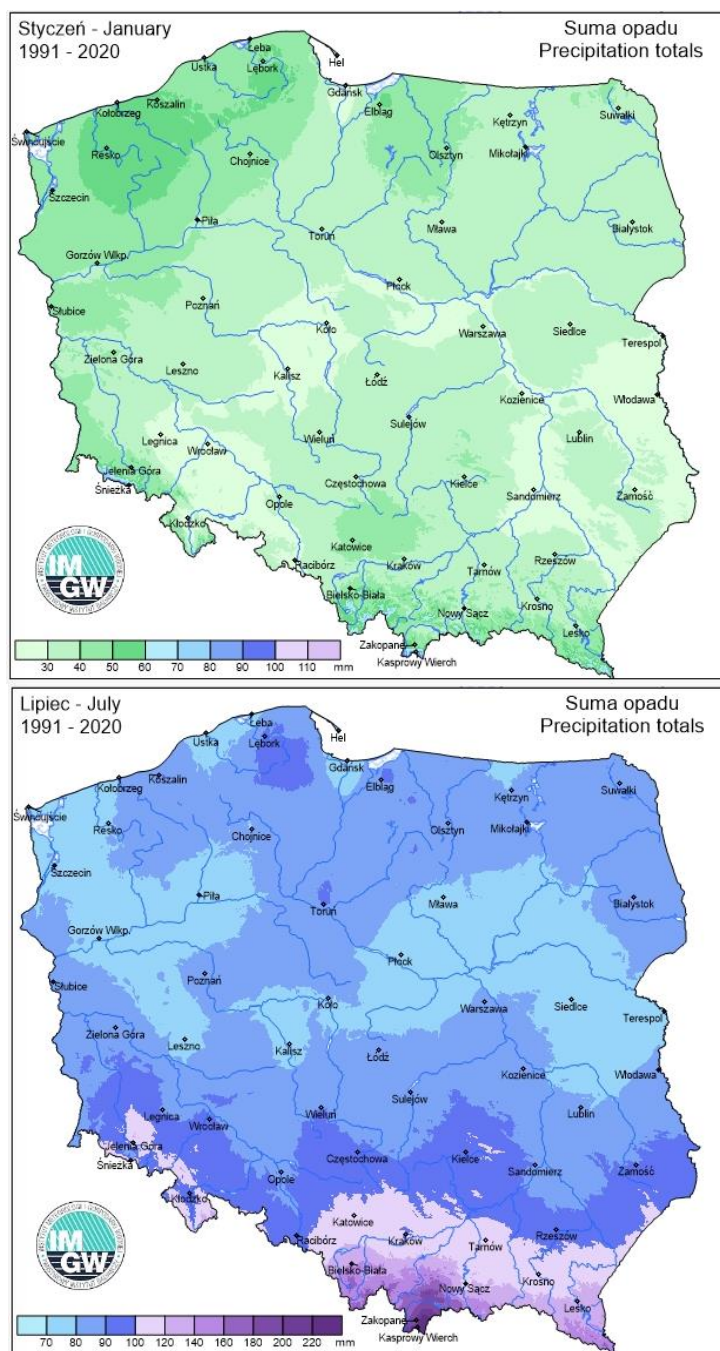 Styczeń - January
1991 - 2020
Suma opadu
Precipitation totals
Łeba
Hel
Ustka
Lębork
Gdańsk
Koszalin
Kołobrzeg
Elbląg
Suwałki
Kętrzyn
Świnoujście
Resko
Chojnice
Olsztyn
Mikołajki
Szczecin
Piła
Toruń
Mława
Białystok
Gorzów Wlkp.
Płock
Słubice
Poznań
Koło
Warszawa
Siedlce
Terespol
Zielona Góra
Leszno
Kalisz
Łódź
Kozienice
Włodawa
Sulejów
Legnica
Wrocław
Wieluń
Lublin
Jelenia Góra
Śnieżka
Opole
Częstochowa
Kielce
Sandomierz
Zamość
Kłodzko
Katowice
Racibórz
Kraków
Tarnów
Rzeszów
Bielsko-Biała
Nowy Sącz
Krosno
Lesko
Zakopane
Kasprowy Wierch
IM
GW
30 40 50 60 70 80 90 100 110 mm
Lipiec - July
1991 - 2020
Suma opadu
Precipitation totals
Łeba
Hel
Ustka
Lębork
Gdańsk
Koszalin
Kołobrzeg
Elbląg
Suwałki
Kętrzyn
Świnoujście
Resko
Chojnice
Olsztyn
Mikołajki
Szczecin
Piła
Toruń
Mława
Białystok
Gorzów Wlkp.
Płock
Słubice
Poznań
Koło
Warszawa
Siedlce
Terespol
Zielona Góra
Leszno
Kalisz
Łódź
Kozienice
Włodawa
Sulejów
Legnica
Wrocław
Wieluń
Lublin
Jelenia Góra
Śnieżka
Opole
Częstochowa
Kielce
Sandomierz
Zamość
Kłodzko
Katowice
Racibórz
Kraków
Tarnów
Rzeszów
Bielsko-Biała
Nowy Sącz
Krosno
Lesko
Zakopane
Kasprowy Wierch
IM
GW
70 80 90 100 120 140 160 180 200 220 mm